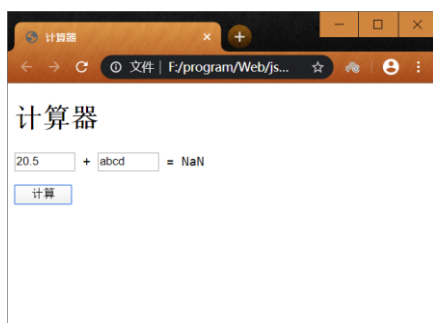 计算器
文件 | F:/program/Web/js...
计算器
20.5 + abcd = NaN
计算